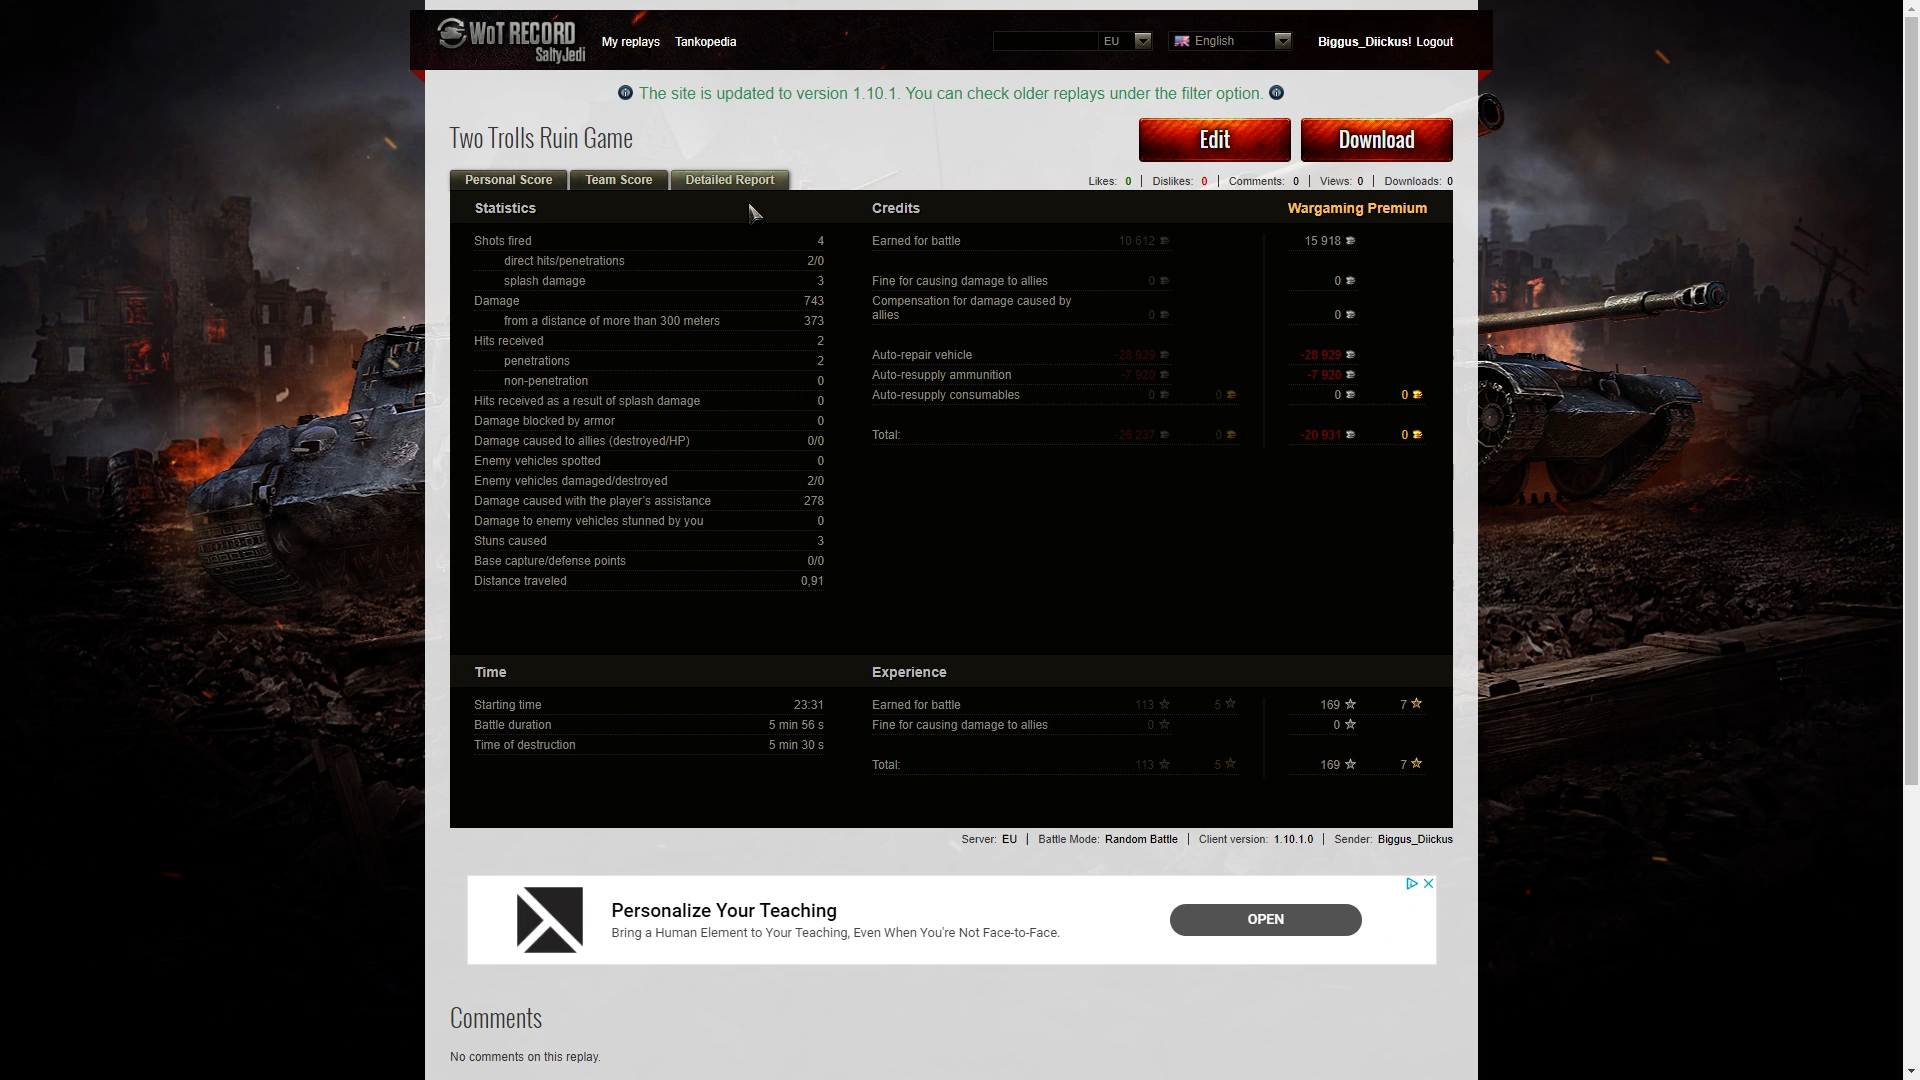 WoT RECORD
SaltyJedi
My replays Tankopedia
EU
English
Biggus_Diickus! Logout
The site is updated to version 1.10.1. You can check older replays under the filter option.
Two Trolls Ruin Game
Edit
Download
Personal Score Team Score Detailed Report
Likes: 0 | Dislikes: 0 | Comments: 0 | Views: 0 | Downloads: 0
Statistics
Shots fired 4
direct hits/penetrations 2/0
splash damage 3
Damage 743
from a distance of more than 300 meters 373
Hits received 2
penetrations 2
non-penetration 0
Hits received as a result of splash damage 0
Damage blocked by armor 0
Damage caused to allies (destroyed/HP) 0/0
Enemy vehicles spotted 0
Enemy vehicles damaged/destroyed 2/0
Damage caused with the player's assistance 278
Damage to enemy vehicles stunned by you 0
Stuns caused 3
Base capture/defense points 0/0
Distance traveled 0,91
Credits Wargaming Premium
Earned for battle 10 612 15 918
Fine for causing damage to allies 0 0
Compensation for damage caused by
allies 0 0
Auto-repair vehicle -28 929 -28 929
Auto-resupply ammunition -7 920 -7 920
Auto-resupply consumables 0 0 0 0
Total: -26 237 0 -20 931 0
Time
Starting time 23:31
Battle duration 5 min 56 s
Time of destruction 5 min 30 s
Experience
Earned for battle 113 5 169 7
Fine for causing damage to allies 0 0
Total: 113 5 169 7
Server: EU | Battle Mode: Random Battle | Client version: 1.10.1.0 | Sender: Biggus_Diickus
Personalize Your Teaching
Bring a Human Element to Your Teaching, Even When You're Not Face-to-Face.
OPEN
Comments
No comments on this replay.